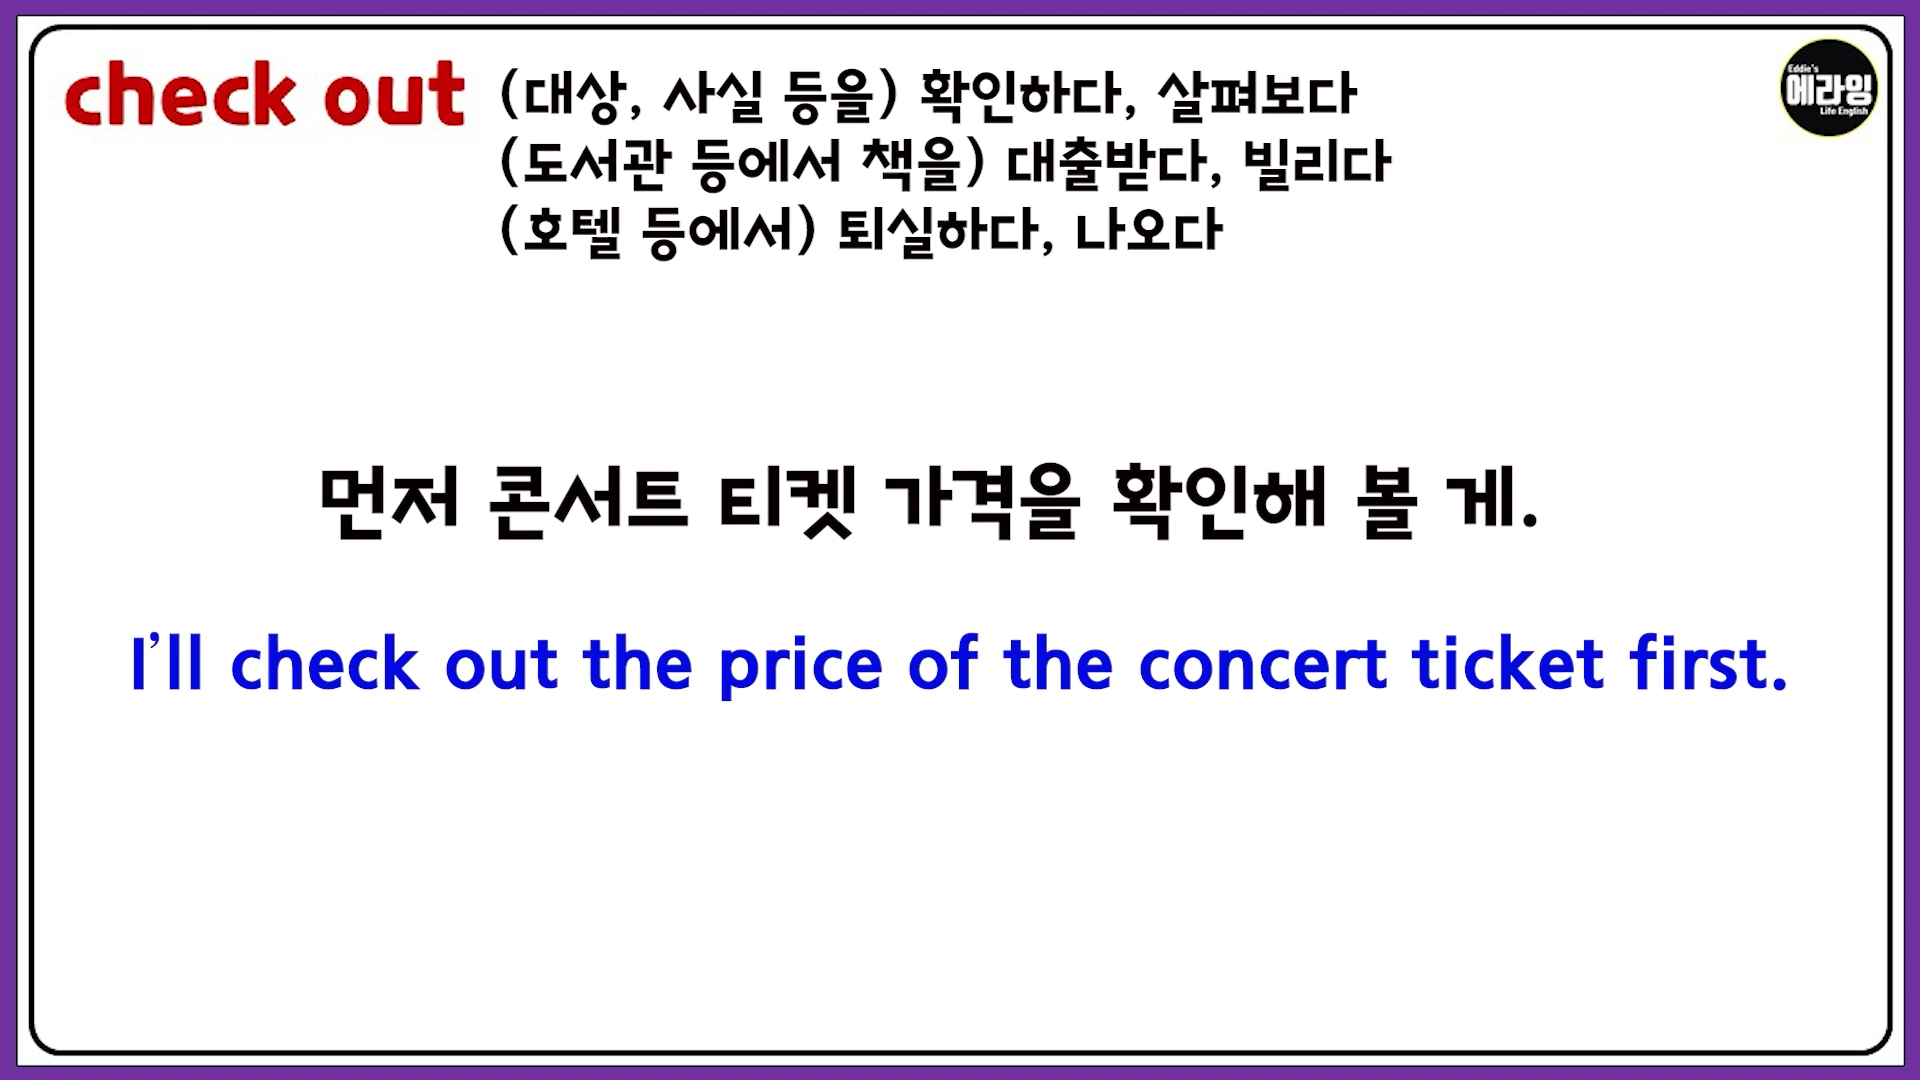 check out (대상, 사실 등을) 확인하다, 살펴보다
(도서관 등에서 책을) 대출받다, 빌리다
(호텔 등에서) 퇴실하다, 나오다
Eddie's
에라잉
Life English
먼저 콘서트 티켓 가격을 확인해 볼 게.
I’ll check out the price of the concert ticket first.